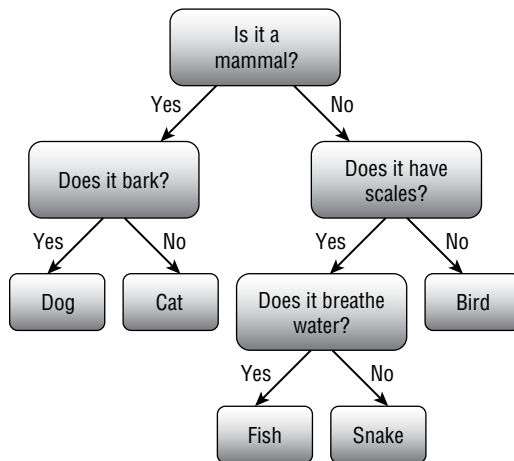 Is it a
mammal?
Yes
No
Does it bark?
Does it have
scales?
Yes
No
Yes
No
Dog
Cat
Does it breathe
water?
Bird
Yes
No
Fish
Snake